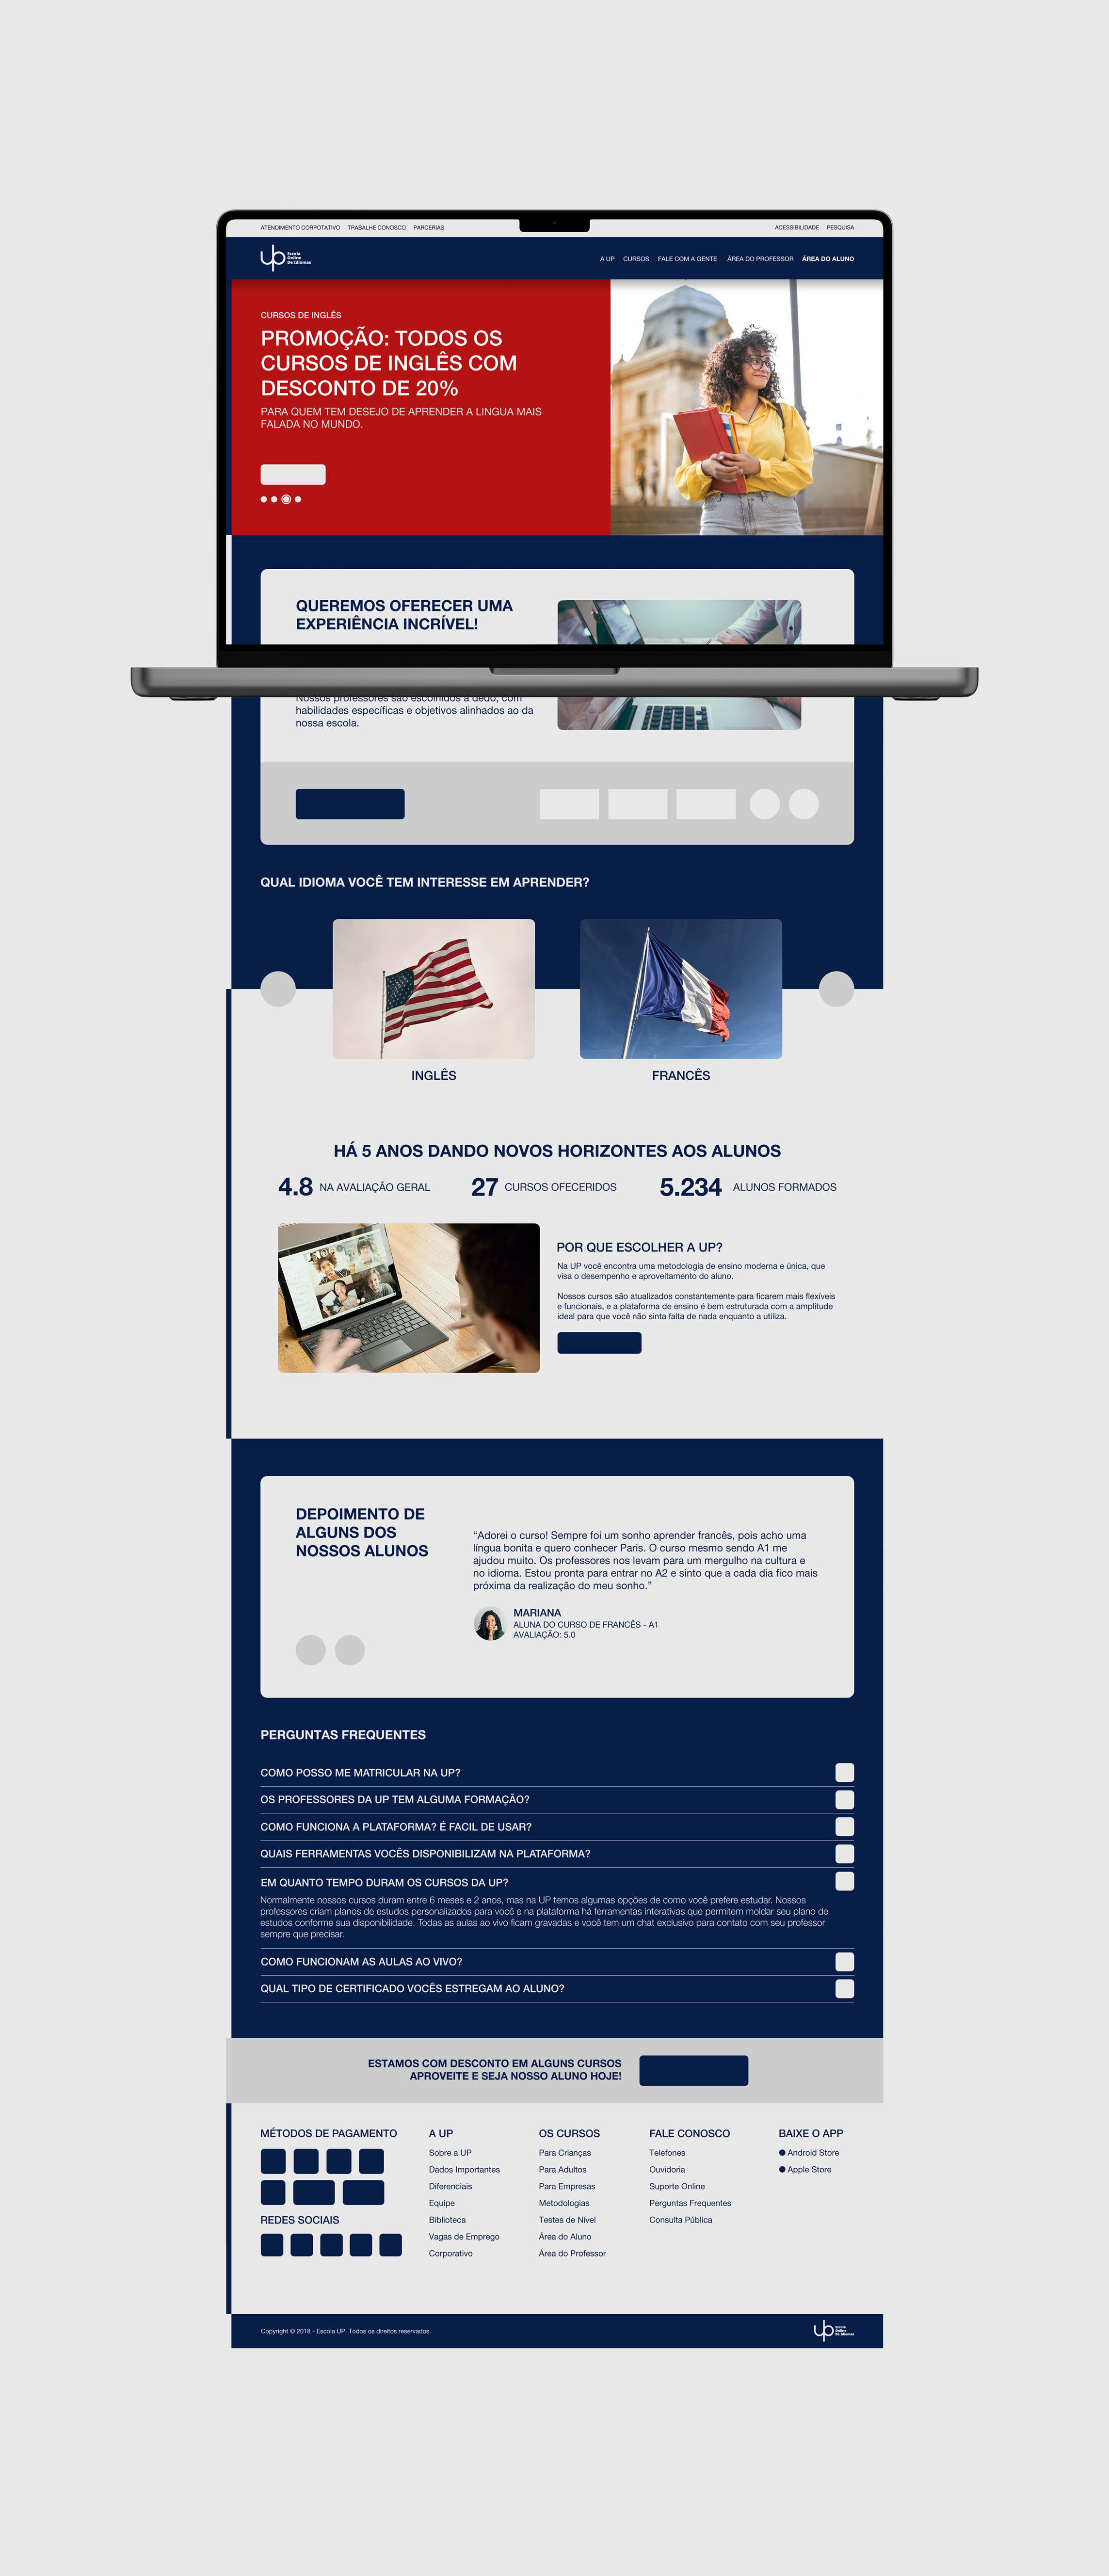 ATENDIMENTO CORPOTATIVO TRABALHE CONOSCO PARCERIAS ACESSIBILIDADE PESQUISA
up Escola Online De Idiomas
A UP CURSOS FALE COM A GENTE ÁREA DO PROFESSOR ÁREA DO ALUNO
CURSOS DE INGLÊS
PROMOÇÃO: TODOS OS
CURSOS DE INGLÊS COM
DESCONTO DE 20%
PARA QUEM TEM DESEJO DE APRENDER A LINGUA MAIS
FALADA NO MUNDO.
QUEREMOS OFERECER UMA
EXPERIÊNCIA INCRÍVEL!
Nossos professores são escolhidos a dedo, com
habilidades específicas e objetivos alinhados ao da
nossa escola.
QUAL IDIOMA VOCÊ TEM INTERESSE EM APRENDER?
INGLÊS
FRANCÊS
HÁ 5 ANOS DANDO NOVOS HORIZONTES AOS ALUNOS
4.8 NA AVALIAÇÃO GERAL
27 CURSOS OFECERIDOS
5.234 ALUNOS FORMADOS
POR QUE ESCOLHER A UP?
Na UP você encontra uma metodologia de ensino moderna e única, que
visa o desempenho e aproveitamento do aluno.
Nossos cursos são atualizados constantemente para ficarem mais flexíveis
e funcionais, e a plataforma de ensino é bem estruturada com a amplitude
ideal para que você não sinta falta de nada enquanto a utiliza.
DEPOIMENTO DE
ALGUNS DOS
NOSSOS ALUNOS
“Adorei o curso! Sempre foi um sonho aprender francês, pois acho uma
língua bonita e quero conhecer Paris. O curso mesmo sendo A1 me
ajudou muito. Os professores nos levam para um mergulho na cultura e
no idioma. Estou pronta para entrar no A2 e sinto que a cada dia fico mais
próxima da realização do meu sonho.”
MARIANA
ALUNA DO CURSO DE FRANCÊS - A1
AVALIAÇÃO: 5.0
PERGUNTAS FREQUENTES
COMO POSSO ME MATRICULAR NA UP?
OS PROFESSORES DA UP TEM ALGUMA FORMAÇÃO?
COMO FUNCIONA A PLATAFORMA? É FACIL DE USAR?
QUAIS FERRAMENTAS VOCÊS DISPONIBILIZAM NA PLATAFORMA?
EM QUANTO TEMPO DURAM OS CURSOS DA UP?
Normalmente nossos cursos duram entre 6 meses e 2 anos, mas na UP temos algumas opções de como você prefere estudar. Nossos
professores criam planos de estudos personalizados para você e na plataforma há ferramentas interativas que permitem moldar seu plano de
estudos conforme sua disponibilidade. Todas as aulas ao vivo ficam gravadas e você tem um chat exclusivo para contato com seu professor
sempre que precisar.
COMO FUNCIONAM AS AULAS AO VIVO?
QUAL TIPO DE CERTIFICADO VOCÊS ESTREGAM AO ALUNO?
ESTAMOS COM DESCONTO EM ALGUNS CURSOS
APROVEITE E SEJA NOSSO ALUNO HOJE!
MÉTODOS DE PAGAMENTO
REDES SOCIAIS
A UP
Sobre a UP
Dados Importantes
Diferenciais
Equipe
Biblioteca
Vagas de Emprego
Corporativo
OS CURSOS
Para Crianças
Para Adultos
Para Empresas
Metodologias
Testes de Nível
Área do Aluno
Área do Professor
FALE CONOSCO
Telefones
Ouvidoria
Suporte Online
Perguntas Frequentes
Consulta Pública
BAIXE O APP
Android Store
Apple Store
Copyright © 2018 - Escola UP. Todos os direitos reservados.
up Escola Online De Idiomas